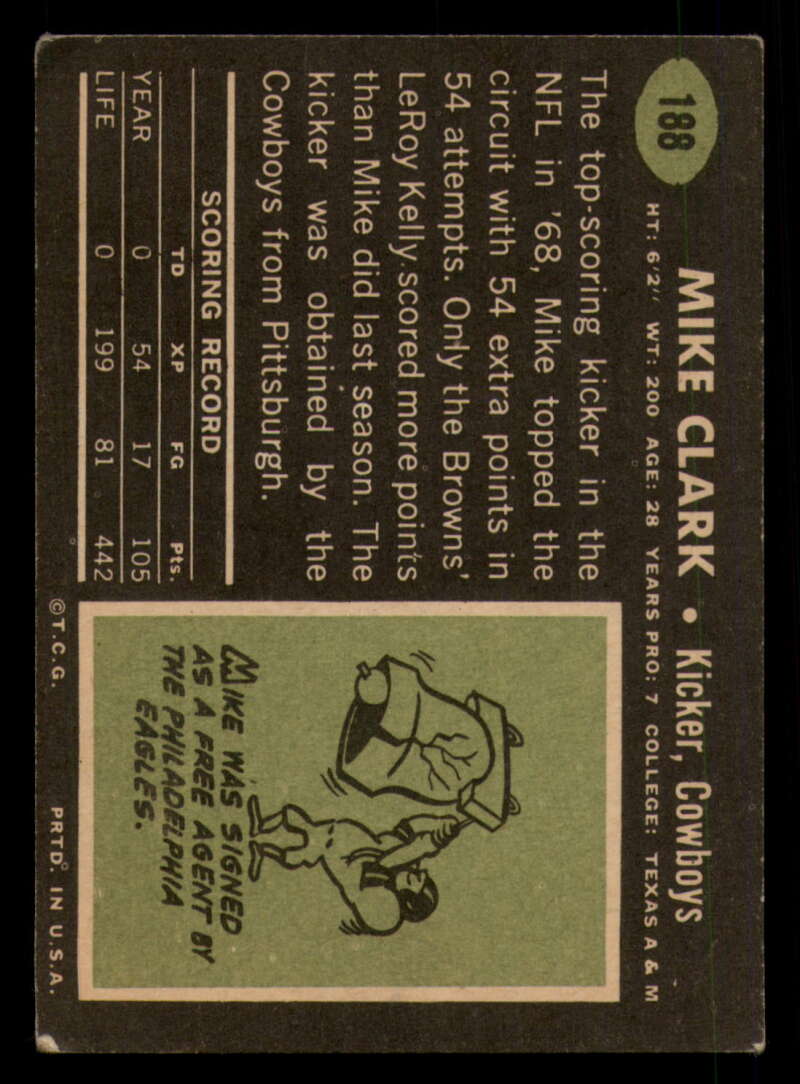 188
MIKE CLARK • Kicker, Cowboys
HT: 6'2" WT: 200 AGE: 28 YEARS PRO: 7 COLLEGE: TEXAS A & M
The top-scoring kicker in the
NFL in '68, Mike topped the
circuit with 54 extra points in
54 attempts. Only the Browns'
LeRoy Kelly scored more points
than Mike did last season. The
kicker was obtained by the
Cowboys from Pittsburgh.
SCORING RECORD
TD XP FG Pts.
YEAR 0 54 17 105
LIFE 0 199 81 442
MIKE WAS SIGNED
AS A FREE AGENT BY
THE PHILADELPHIA
EAGLES.
©T.C.G. PRTD. IN U.S.A.